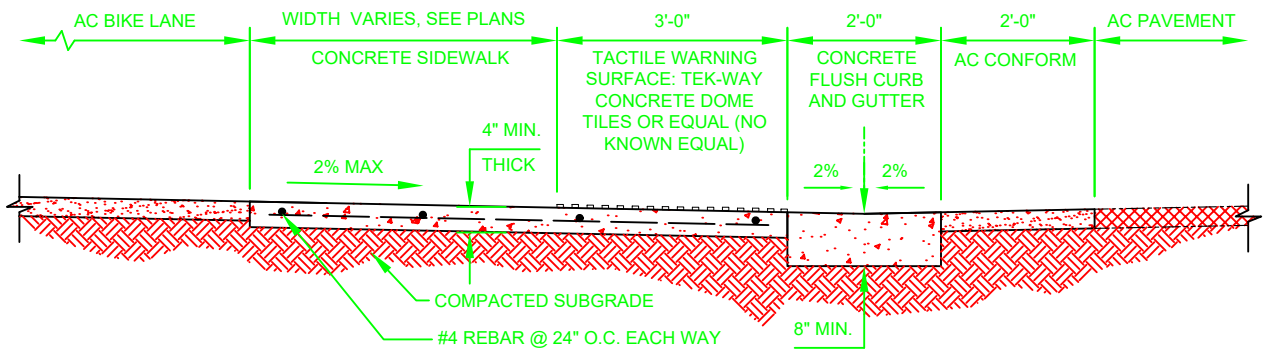 AC BIKE LANE
WIDTH VARIES, SEE PLANS
3'-0"
2'-0"
2'-0"
AC PAVEMENT
CONCRETE SIDEWALK
TACTILE WARNING
SURFACE: TEK-WAY
CONCRETE DOME
TILES OR EQUAL (NO
KNOWN EQUAL)
CONCRETE
FLUSH CURB
AND GUTTER
AC CONFORM
4" MIN.
THICK
2% MAX
2%
2%
COMPACTED SUBGRADE
#4 REBAR @ 24" O.C. EACH WAY
8" MIN.